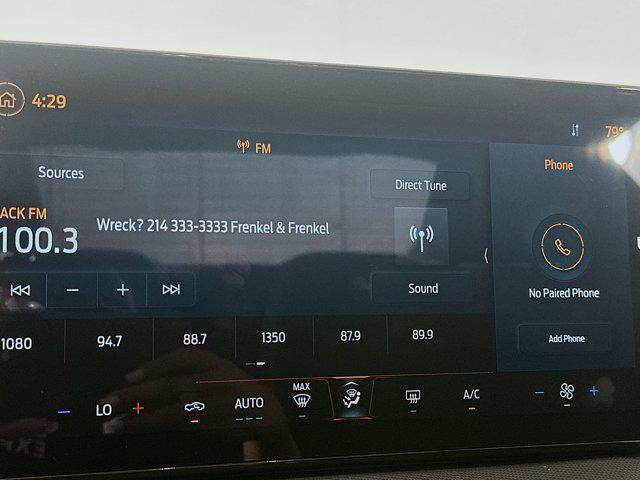 4:29
79°
FM
Sources
Direct Tune
Phone
ACK FM
100.3
Wreck? 214 333-3333 Frenkel & Frenkel
Sound
No Paired Phone
Add Phone
1080 94.7 88.7 1350 87.9 89.9
LO AUTO MAX A/C